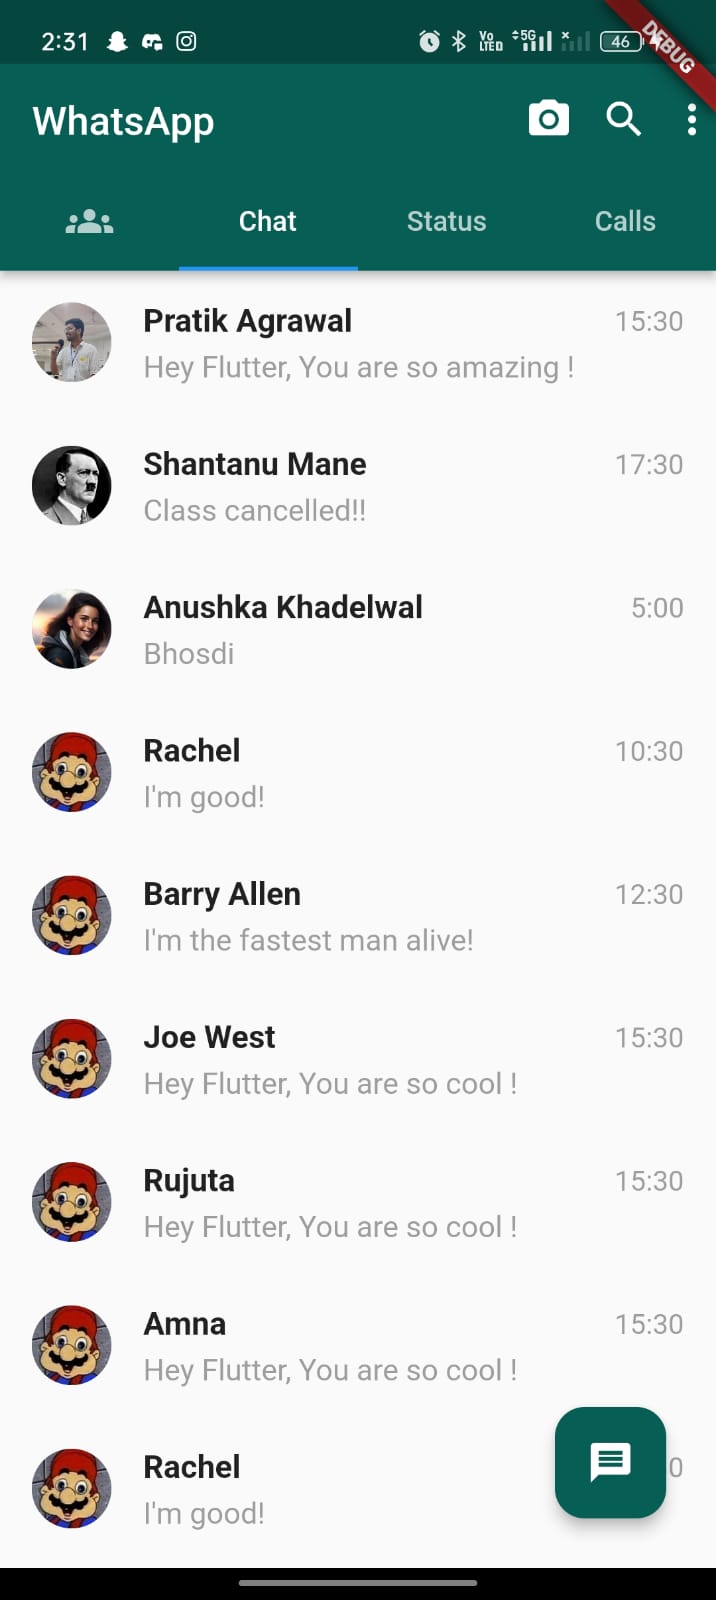 2:31
Vo
LTE D
5G
46
DEBUG
WhatsApp
Chat
Status
Calls
Pratik Agrawal
15:30
Hey Flutter, You are so amazing !
Shantanu Mane
17:30
Class cancelled!!
Anushka Khadelwal
5:00
Bhosdi
Rachel
10:30
I'm good!
Barry Allen
12:30
I'm the fastest man alive!
Joe West
15:30
Hey Flutter, You are so cool !
Rujuta
15:30
Hey Flutter, You are so cool !
Amna
15:30
Hey Flutter, You are so cool !
Rachel
0
I'm good!